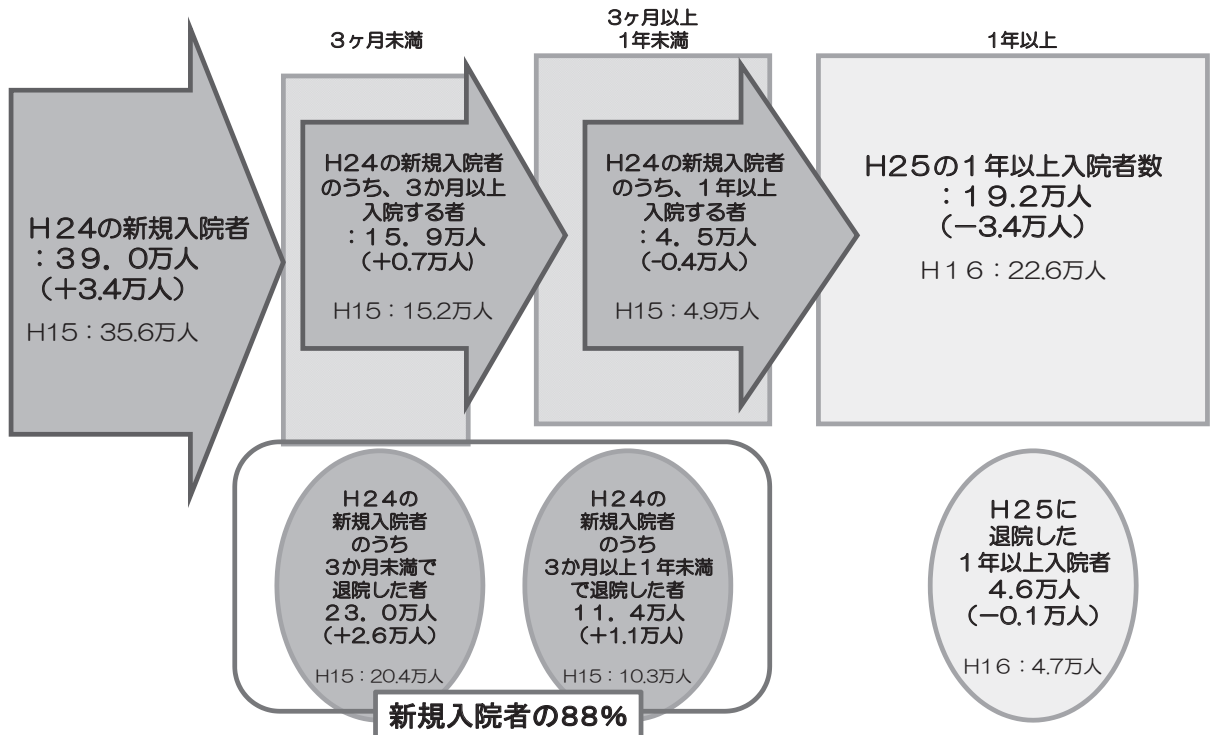 3ヶ月未満
3ヶ月以上
1年未満
1年以上
H24の新規入院者
:39.0万人
(+3.4万人)
H15:35.6万人
H24の新規入院者
のうち、3か月以上
入院する者
:15.9万人
(+0.7万人)
H15:15.2万人
H24の新規入院者
のうち、1年以上
入院する者
:4.5万人
(-0.4万人)
H15:4.9万人
H25の1年以上入院者数
:19.2万人
(−3.4万人)
H16:22.6万人
H24の
新規入院者
のうち
3か月未満で
退院した者
23.0万人
(+2.6万人)
H15:20.4万人
H24の
新規入院者
のうち
3か月以上1年未満
で退院した者
11.4万人
(+1.1万人)
H15:10.3万人
新規入院者の88%
H25に
退院した
1年以上入院者
4.6万人
(−0.1万人)
H16:4.7万人